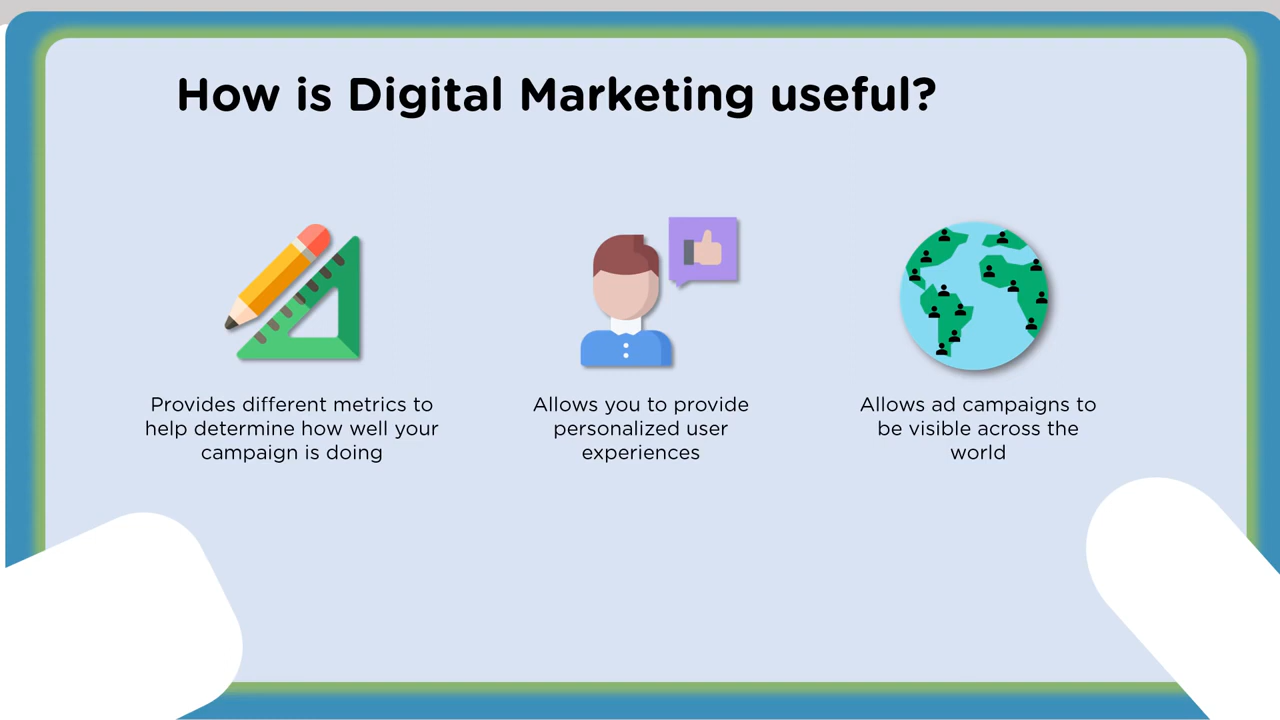 How is Digital Marketing useful?
Provides different metrics to
help determine how well your
campaign is doing
Allows you to provide
personalized user
experiences
Allows ad campaigns to
be visible across the
world